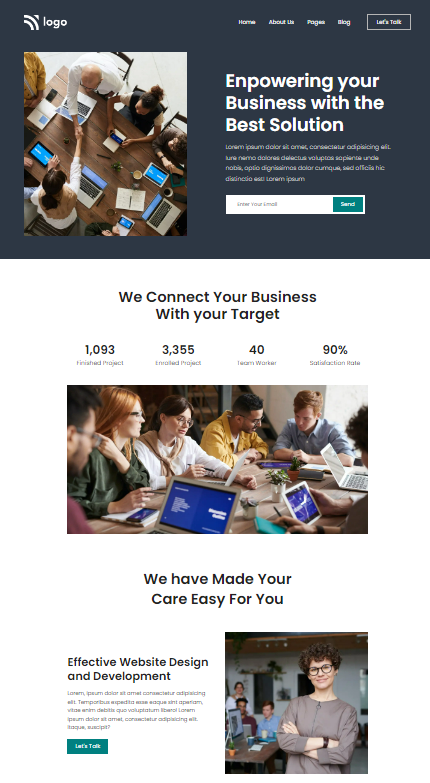 logo
Home About Us Pages Blog Let's Talk
Enpowering your
Business with the
Best Solution
Lorem ipsum dolor sit amet, consectetur adipisicing elit.
Iure nemo dolores delectus voluptas sapiente unde
nobis, optio dignissimos dolor cumque, sed officiis hic
distinctio est! Lorem ipsum
Enter Your Email Send
We Connect Your Business
With your Target
1,093 3,355 40 90%
Finished Project Enrolled Project Team Worker Satisfaction Rate
We have Made Your
Care Easy For You
Effective Website Design
and Development
Lorem, ipsum dolor sit amet consectetur adipisicing
elit. Temporibus expedita esse eaque sint aperiam,
vitae enim debitis quo voluptatum libero! Lorem
ipsum dolor sit amet, consectetur adipisicing elit.
Itaque, suscipit?
Let's Talk